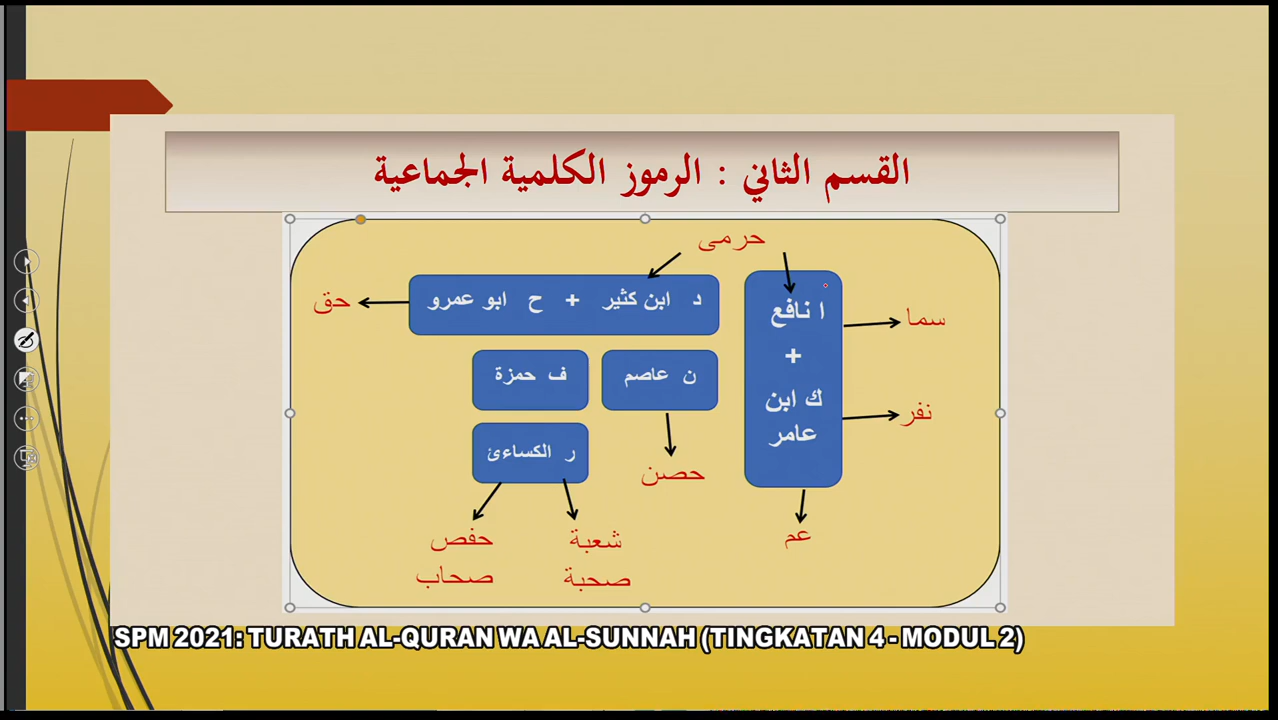 القسم الثاني : الرموز الكلمية الجماعية
حرمى
ا نافع
+
ك ابن
عامر
سما
نفر
عم
د ابن كثير + ح ابو عمرو
حق
ن عاصم
ف حمزة
حصن
ر الكساءئ
شعبة
صحبة
حفص
صحاب
SPM 2021: TURATH AL-QURAN WA AL-SUNNAH (TINGKATAN 4 - MODUL 2)